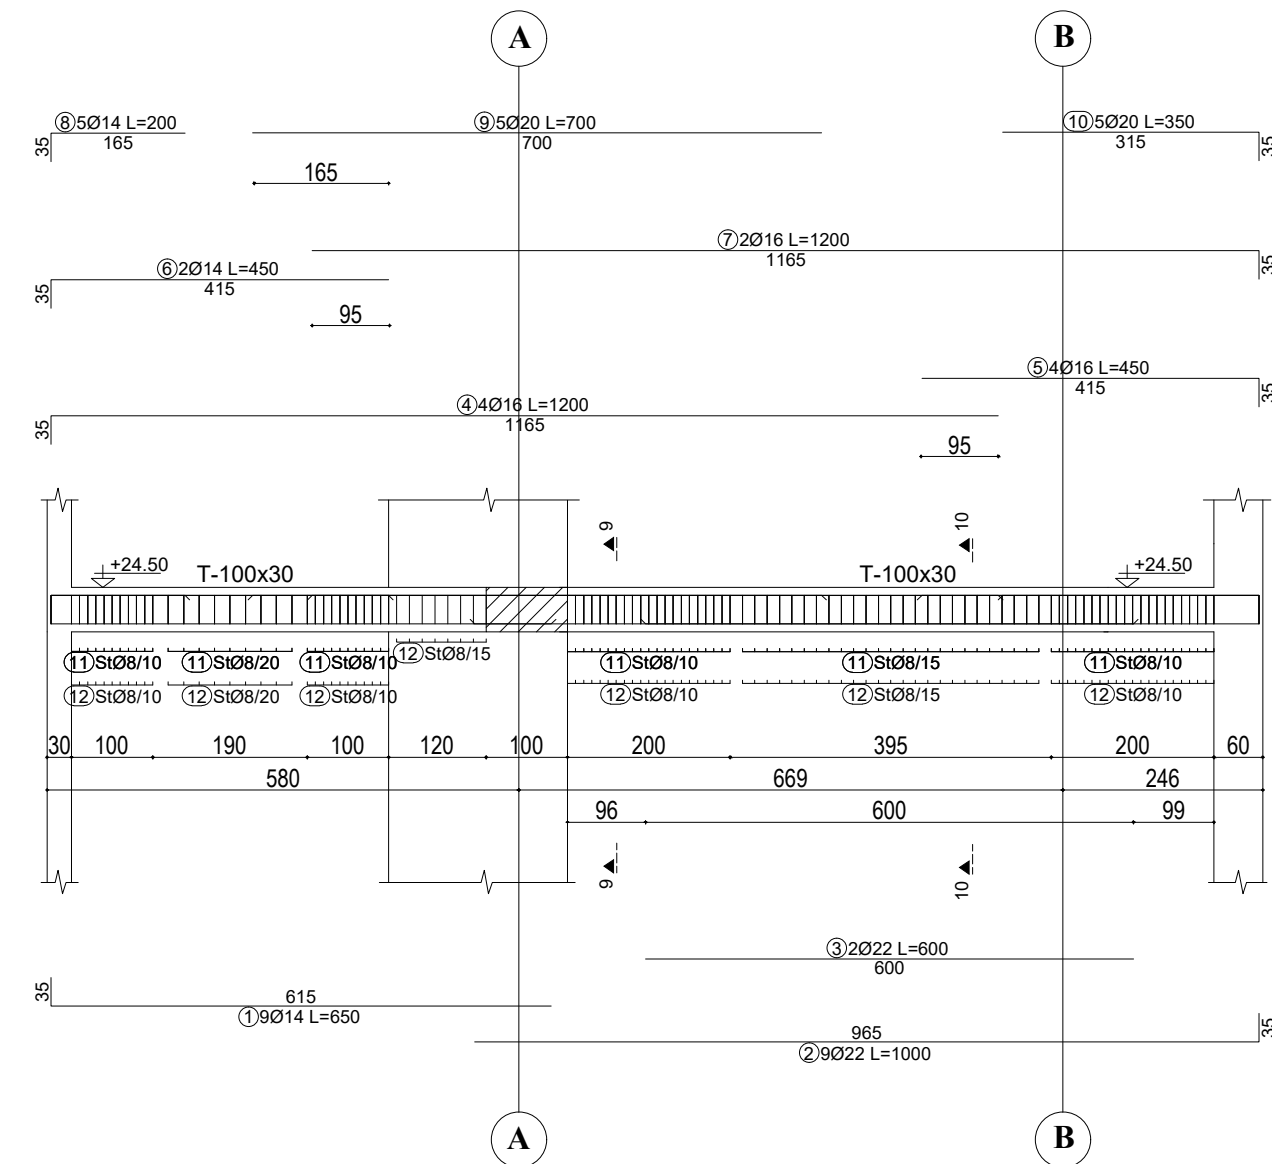 A B
⑧5Ø14 L=200 ⑨5Ø20 L=700 ⑩5Ø20 L=350
35 165 700 315 35
165
⑦2Ø16 L=1200
1165 35
⑥2Ø14 L=450
35 415
95
⑤4Ø16 L=450
415 35
④4Ø16 L=1200
35 1165
95
9 10
+24.50 T-100x30 T-100x30 +24.50
⑫StØ8/15
⑪StØ8/10 ⑪StØ8/20 ⑪StØ8/10 ⑪StØ8/10 ⑪StØ8/15 ⑪StØ8/10
⑫StØ8/10 ⑫StØ8/20 ⑫StØ8/10 ⑫StØ8/10 ⑫StØ8/15 ⑫StØ8/10
30 100 190 100 120 100 200 395 200 60
580 669 246
96 600 99
9 10
③2Ø22 L=600
600
35 615
①9Ø14 L=650
965 35
②9Ø22 L=1000
A B